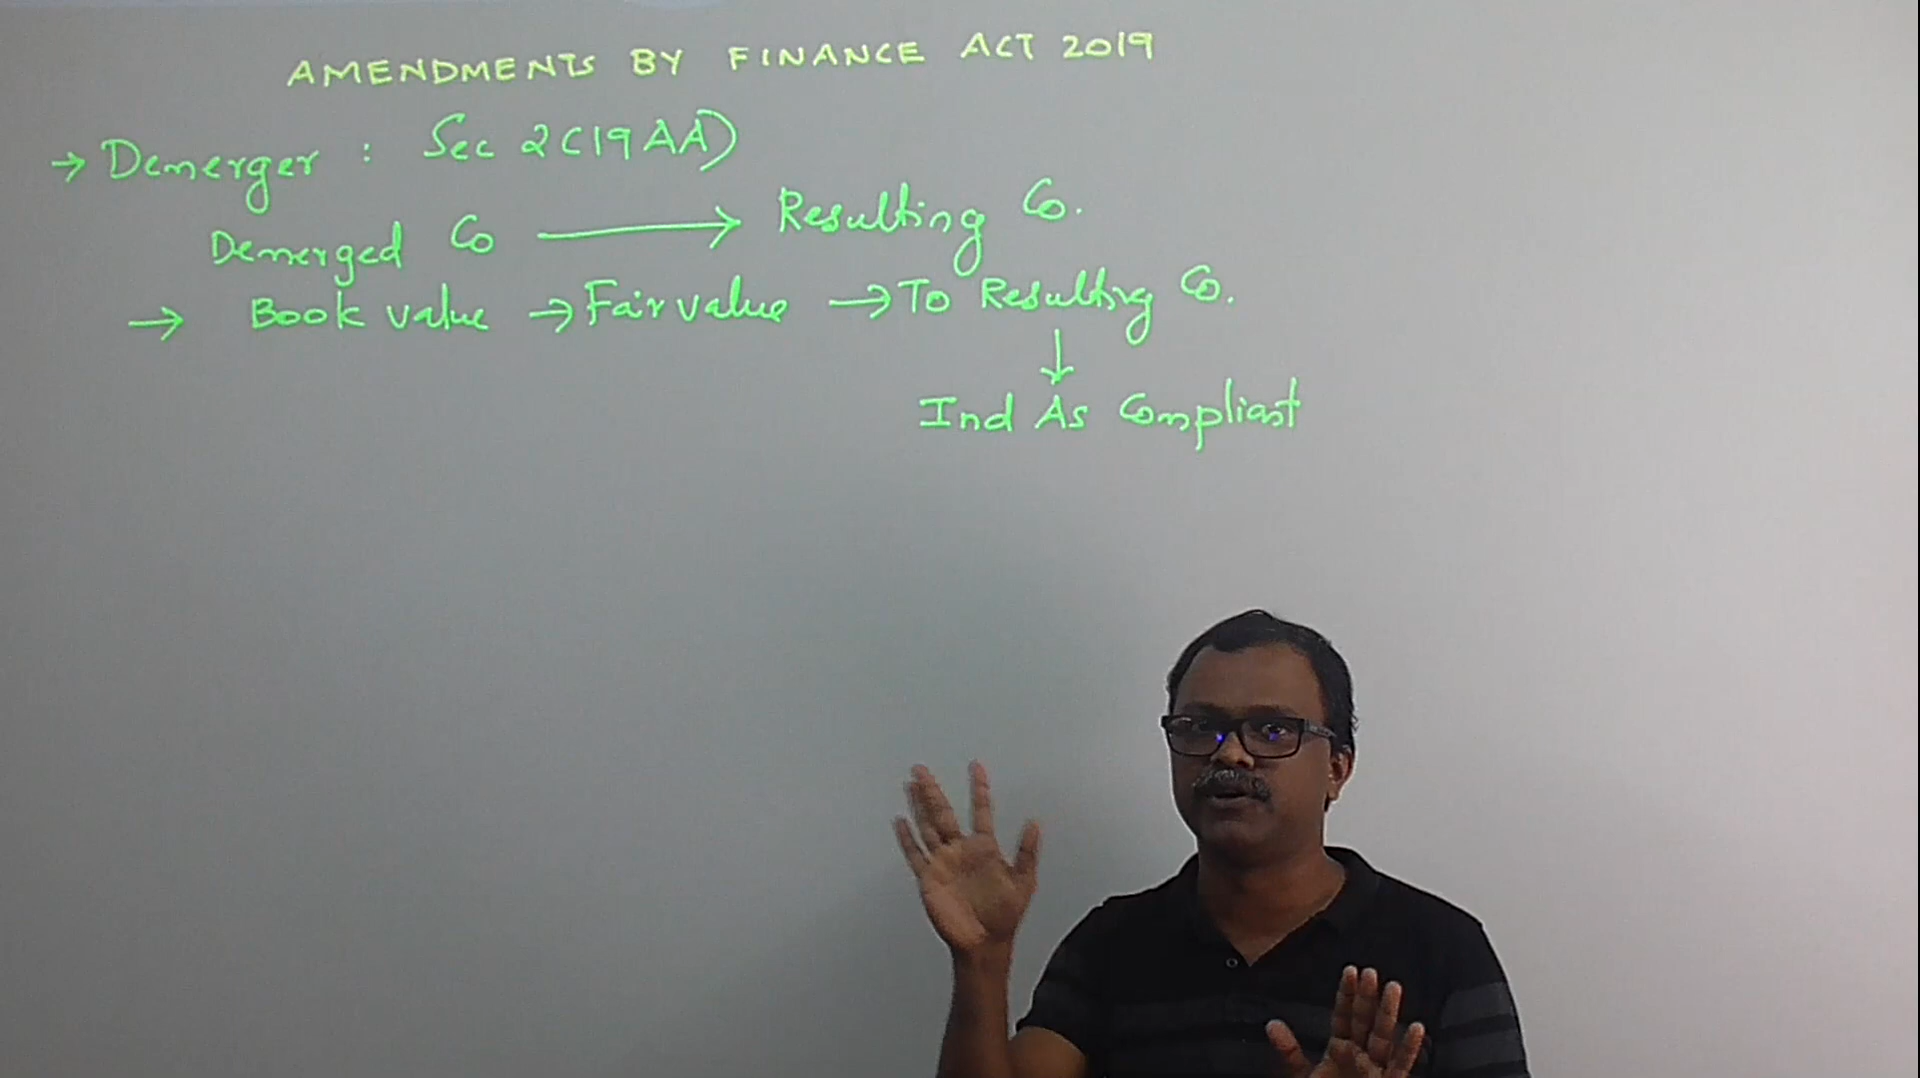 AMENDMENTS BY FINANCE ACT 2019
→ Demerger : Sec 2(19AA)
Demerged Co → Resulting Co.
→ Book value → Fair value → To Resulting Co.
↓
Ind As Compliant